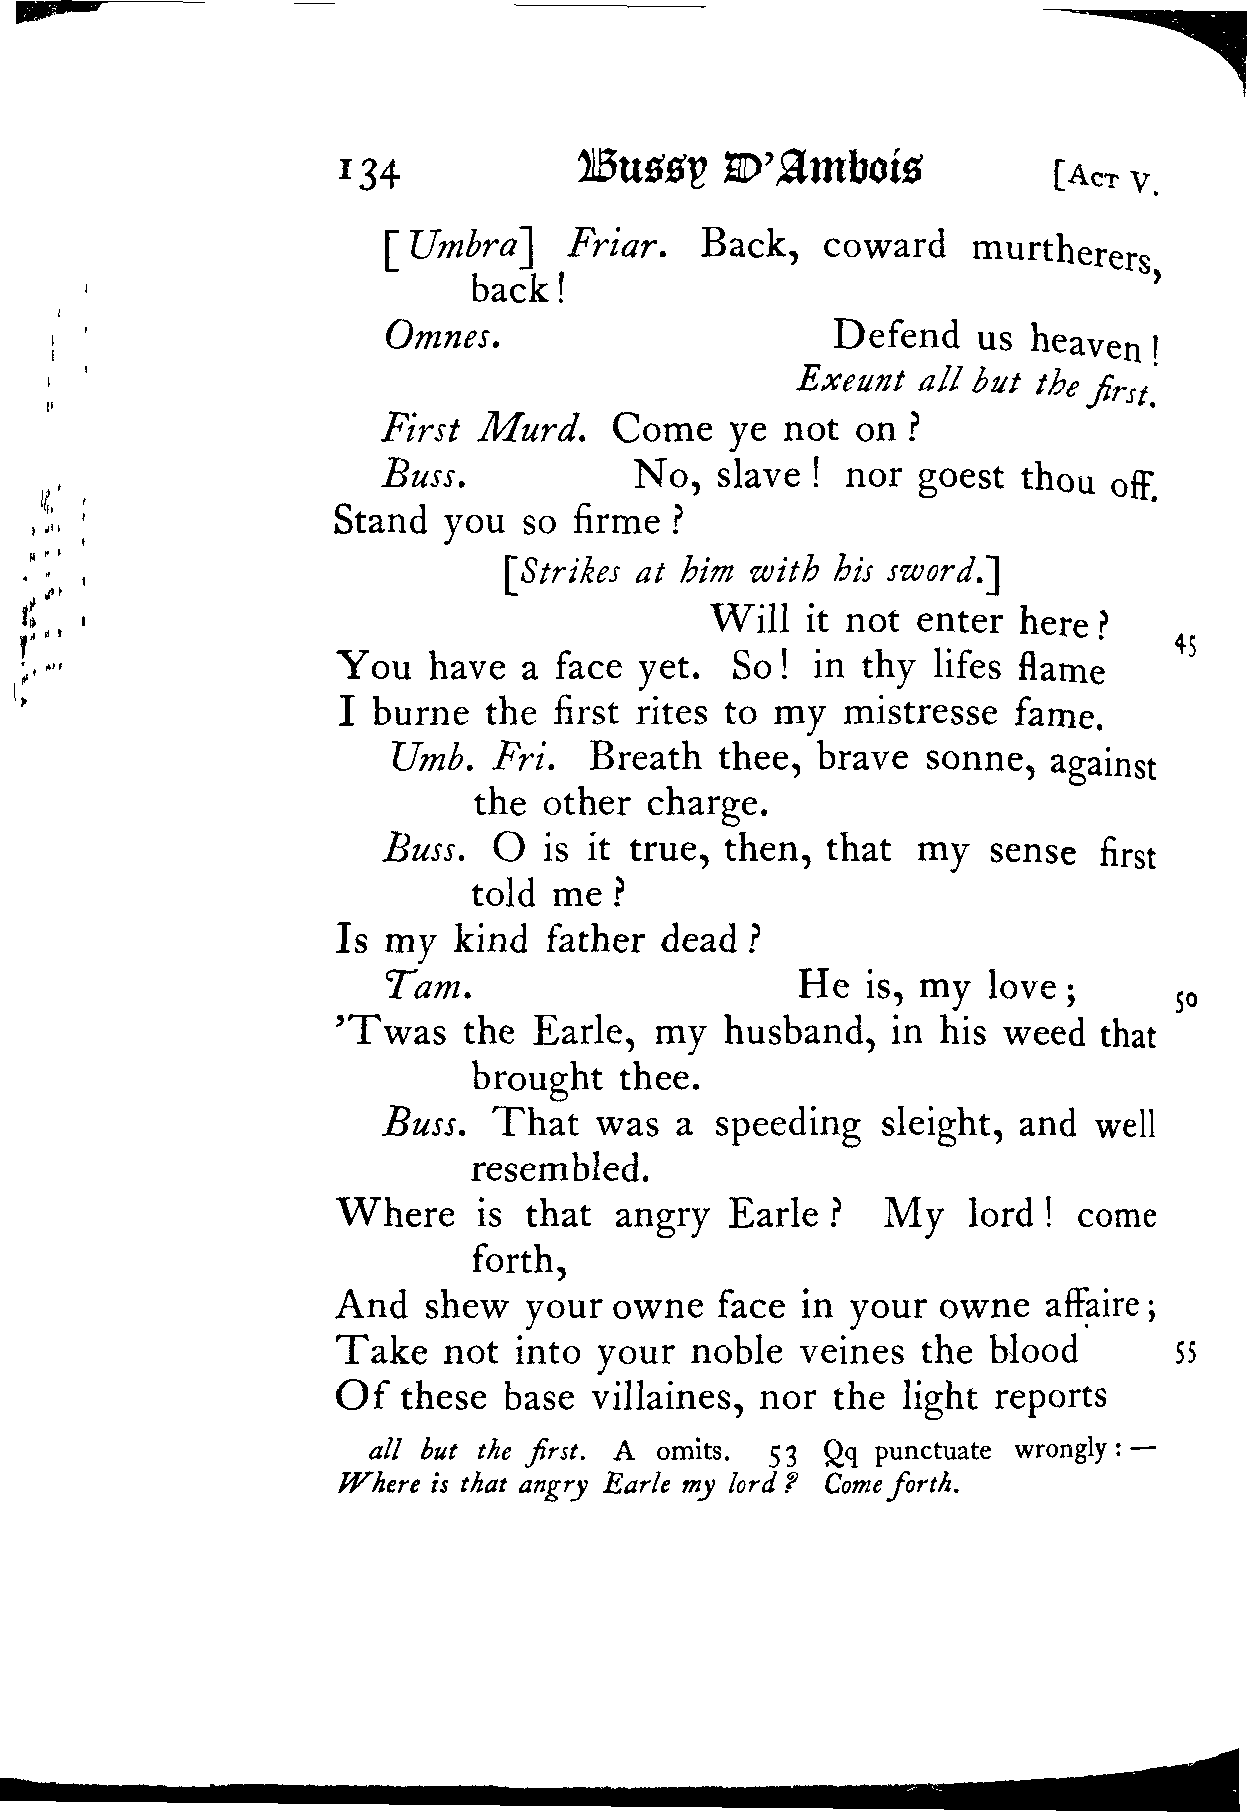 134 Bussy D'Ambois [ACT V.
[Umbra] Friar. Back, coward murtherers,
back!
Omnes. Defend us heaven!
Exeunt all but the first.
First Murd. Come ye not on?
Buss. No, slave! nor goest thou off.
Stand you so firme?
[Strikes at him with his sword.]
Will it not enter here? 45
You have a face yet. So! in thy lifes flame
I burne the first rites to my mistresse fame.
Umb. Fri. Breath thee, brave sonne, against
the other charge.
Buss. O is it true, then, that my sense first
told me?
Is my kind father dead?
Tam. He is, my love; 50
'Twas the Earle, my husband, in his weed that
brought thee.
Buss. That was a speeding sleight, and well
resembled.
Where is that angry Earle? My lord! come
forth,
And shew your owne face in your owne affaire;
Take not into your noble veines the blood 55
Of these base villaines, nor the light reports
all but the first. A omits. 53 Qq punctuate wrongly:—
Where is that angry Earle my lord? Come forth.